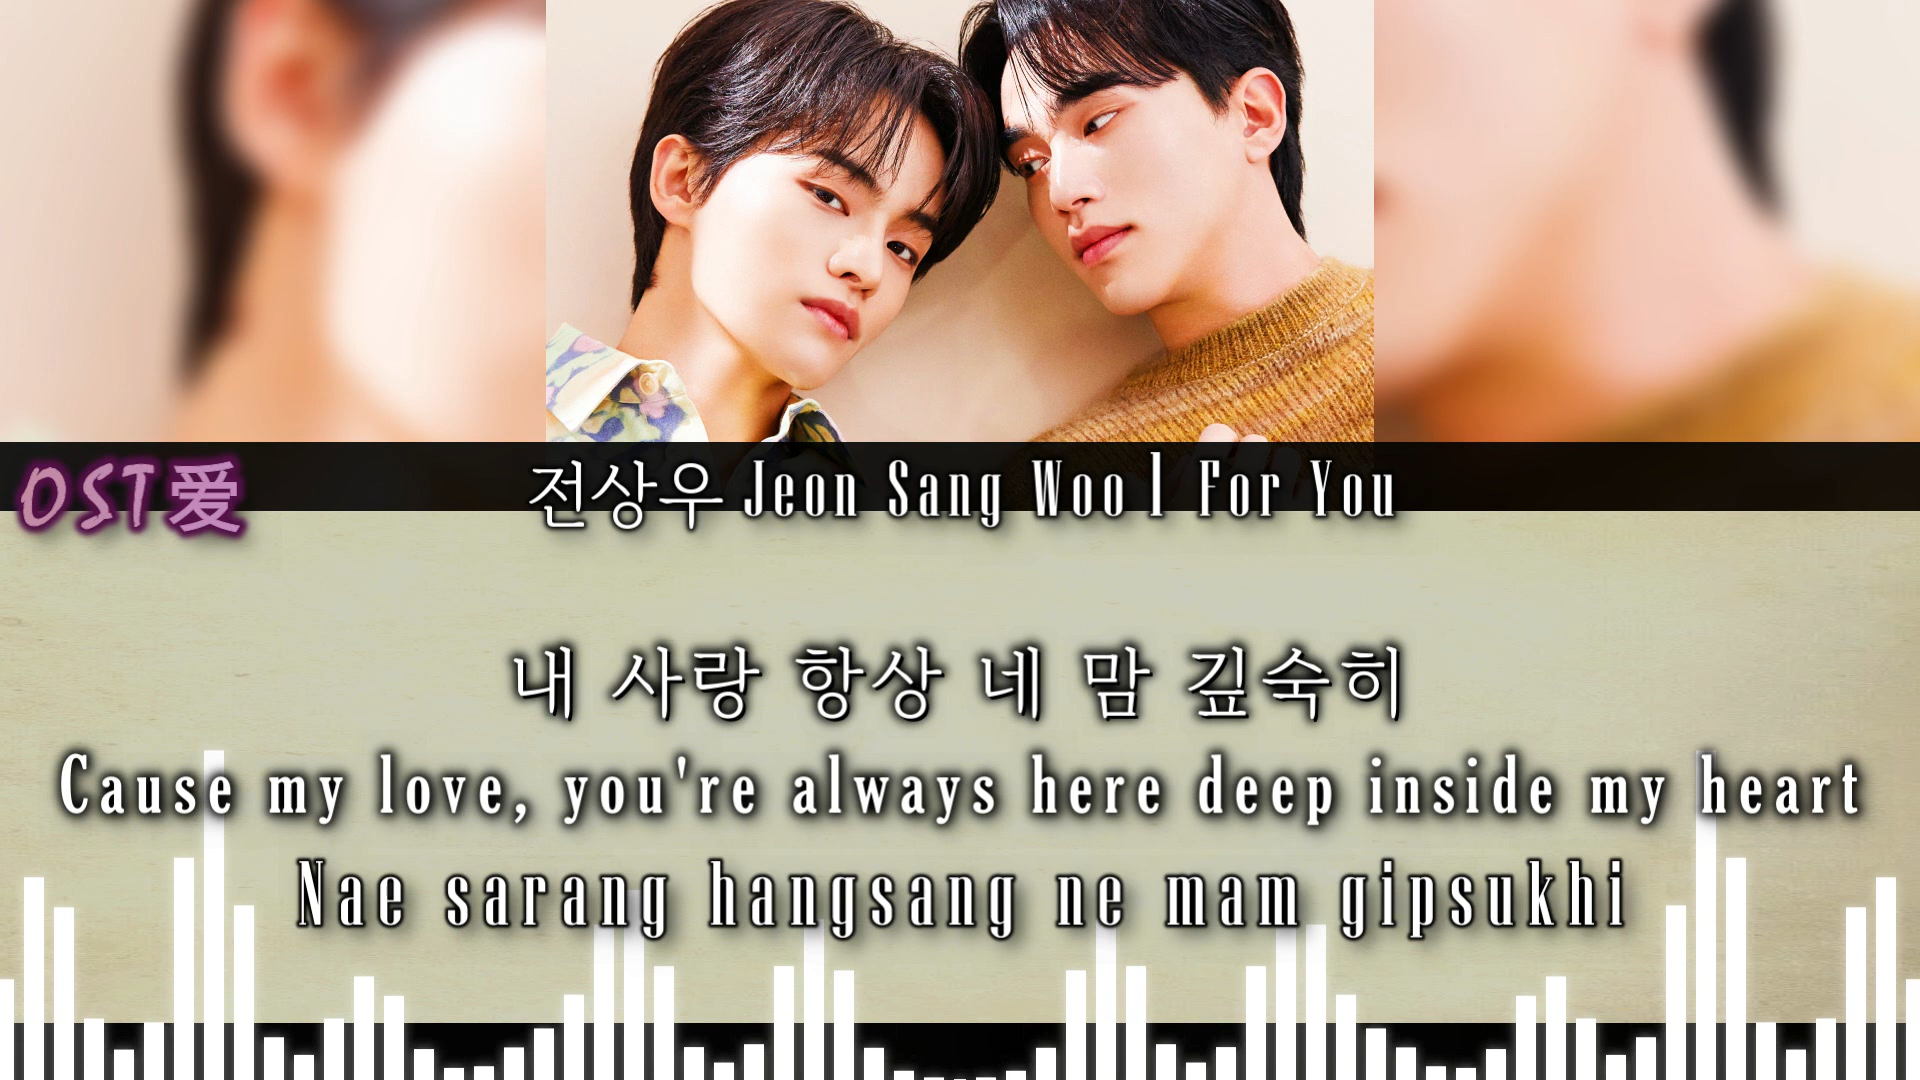 OST爱
전상우 Jeon Sang Woo l For You
내 사랑 항상 네 맘 깊숙히
Cause my love, you're always here deep inside my heart
Nae sarang hangsang ne mam gipsukhi